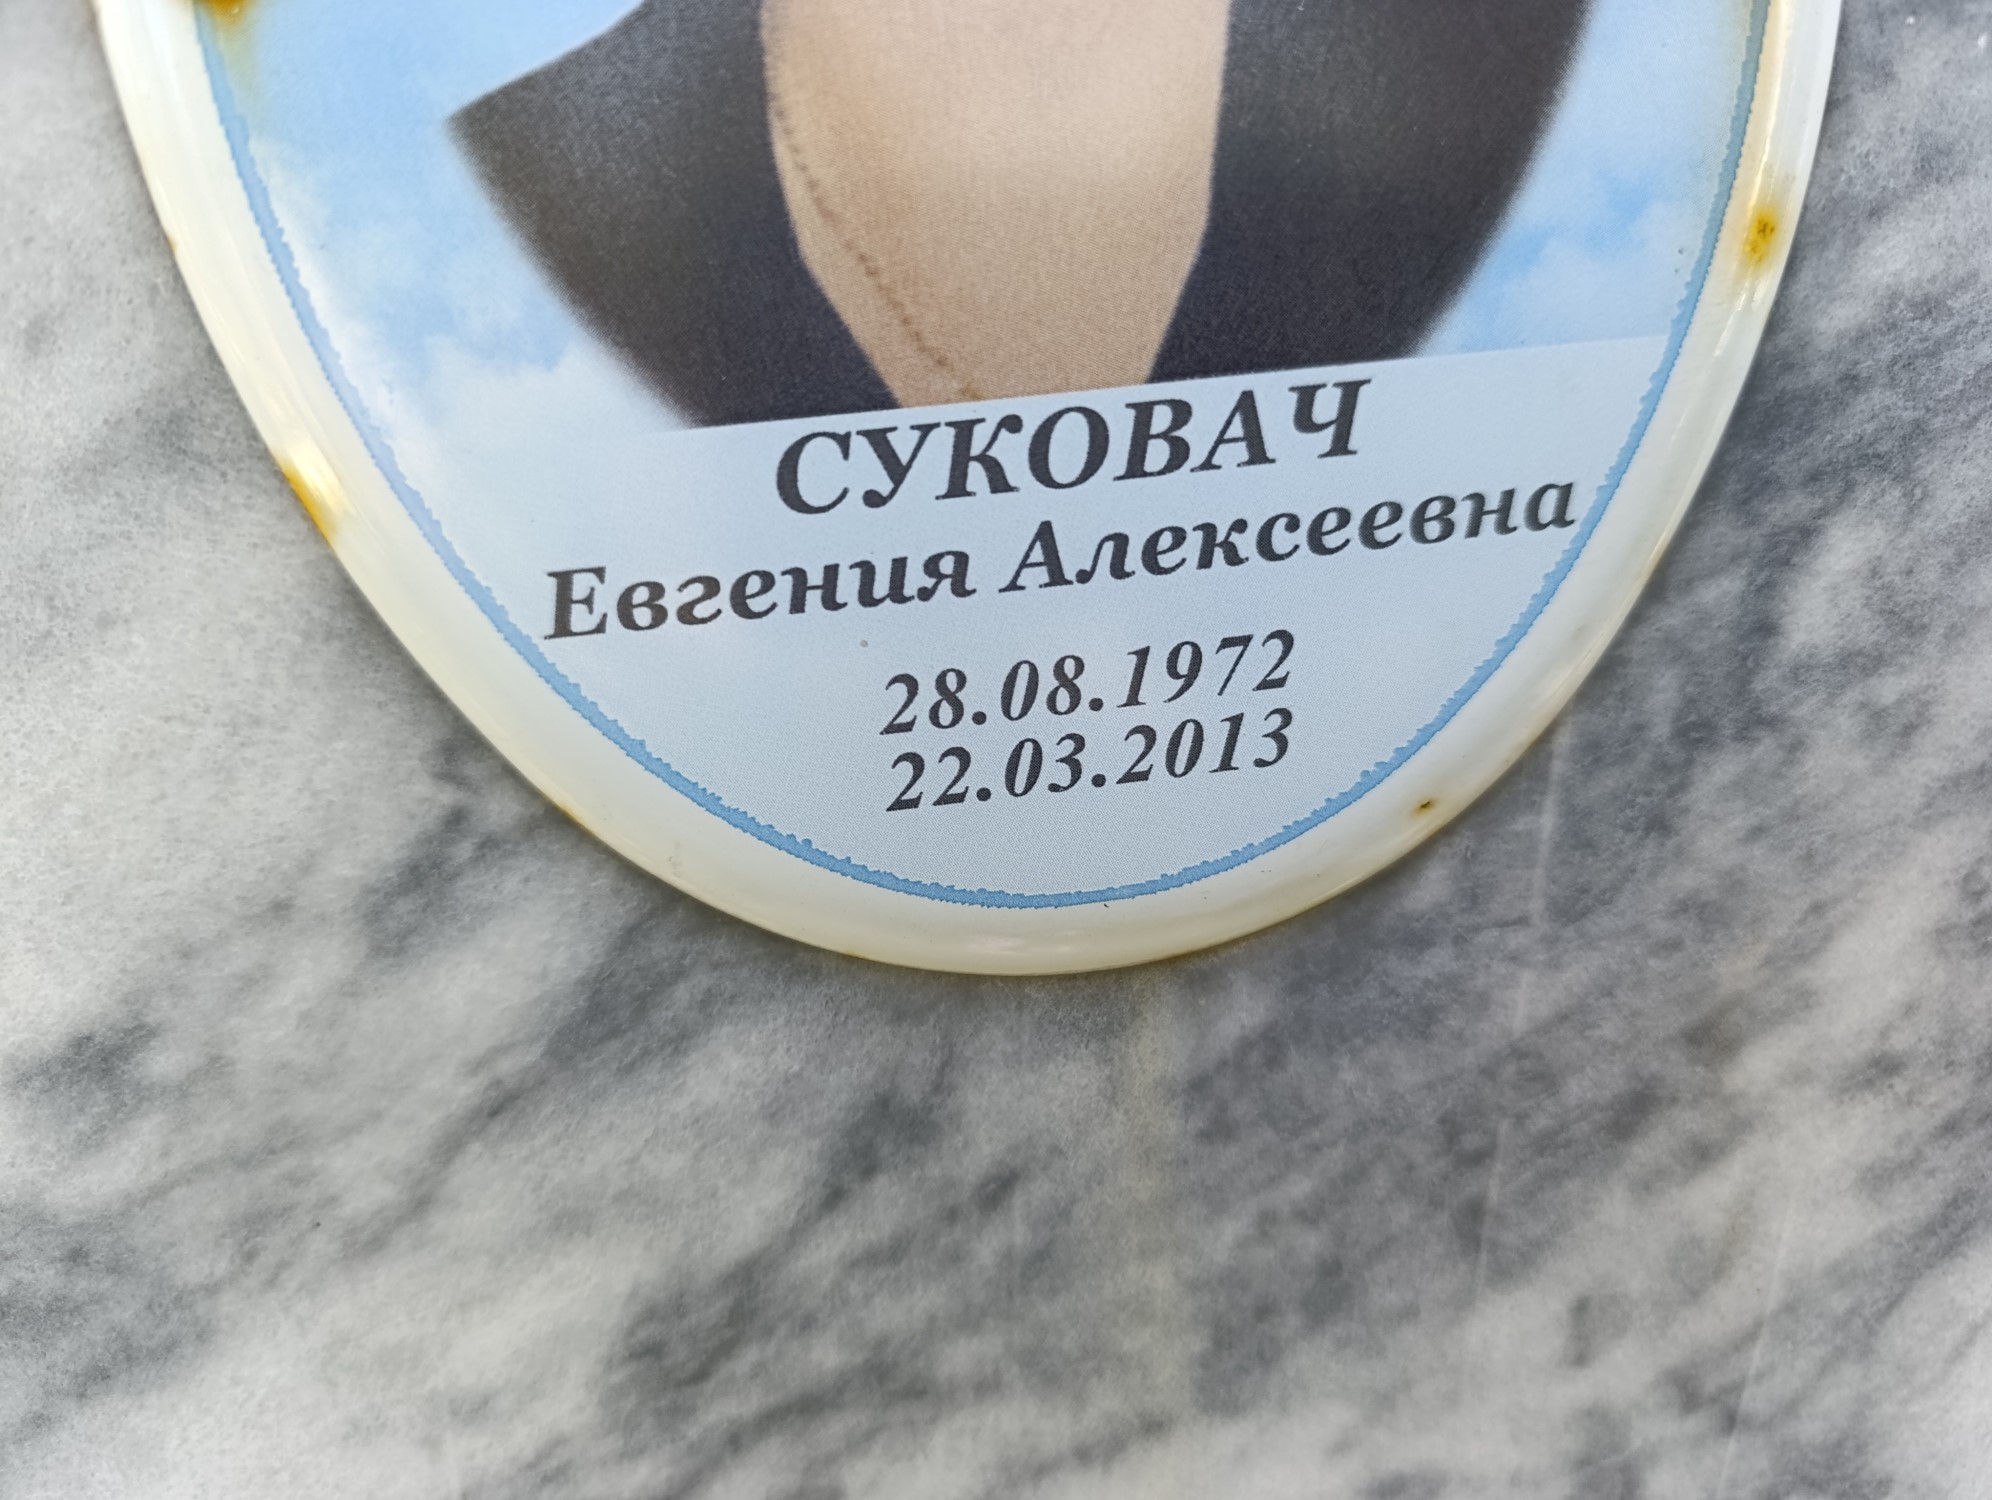 СУКОВАЧ
Евгения Алексеевна
28.08.1972
22.03.2013